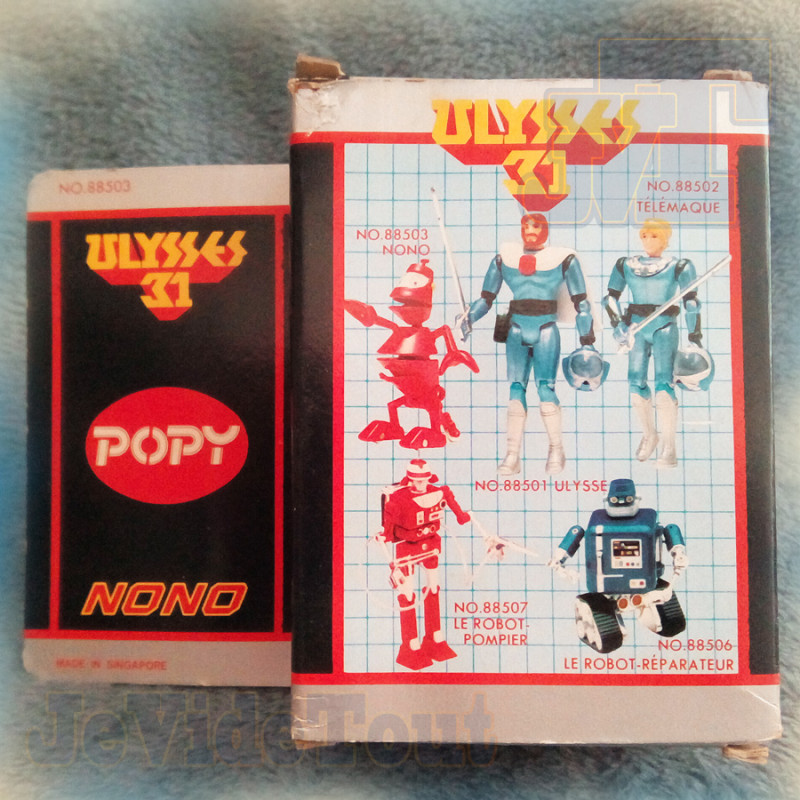 NO.88503
ULYSSES
31
POPY
NONO
MADE IN SINGAPORE
ULYSSES
31
NO.88502
TÉLÉMAQUE
NO.88503
NONO
NO.88501 ULYSSE
NO.88507
LE ROBOT-
POMPIER
NO.88506
LE ROBOT-RÉPARATEUR
JeVideTout